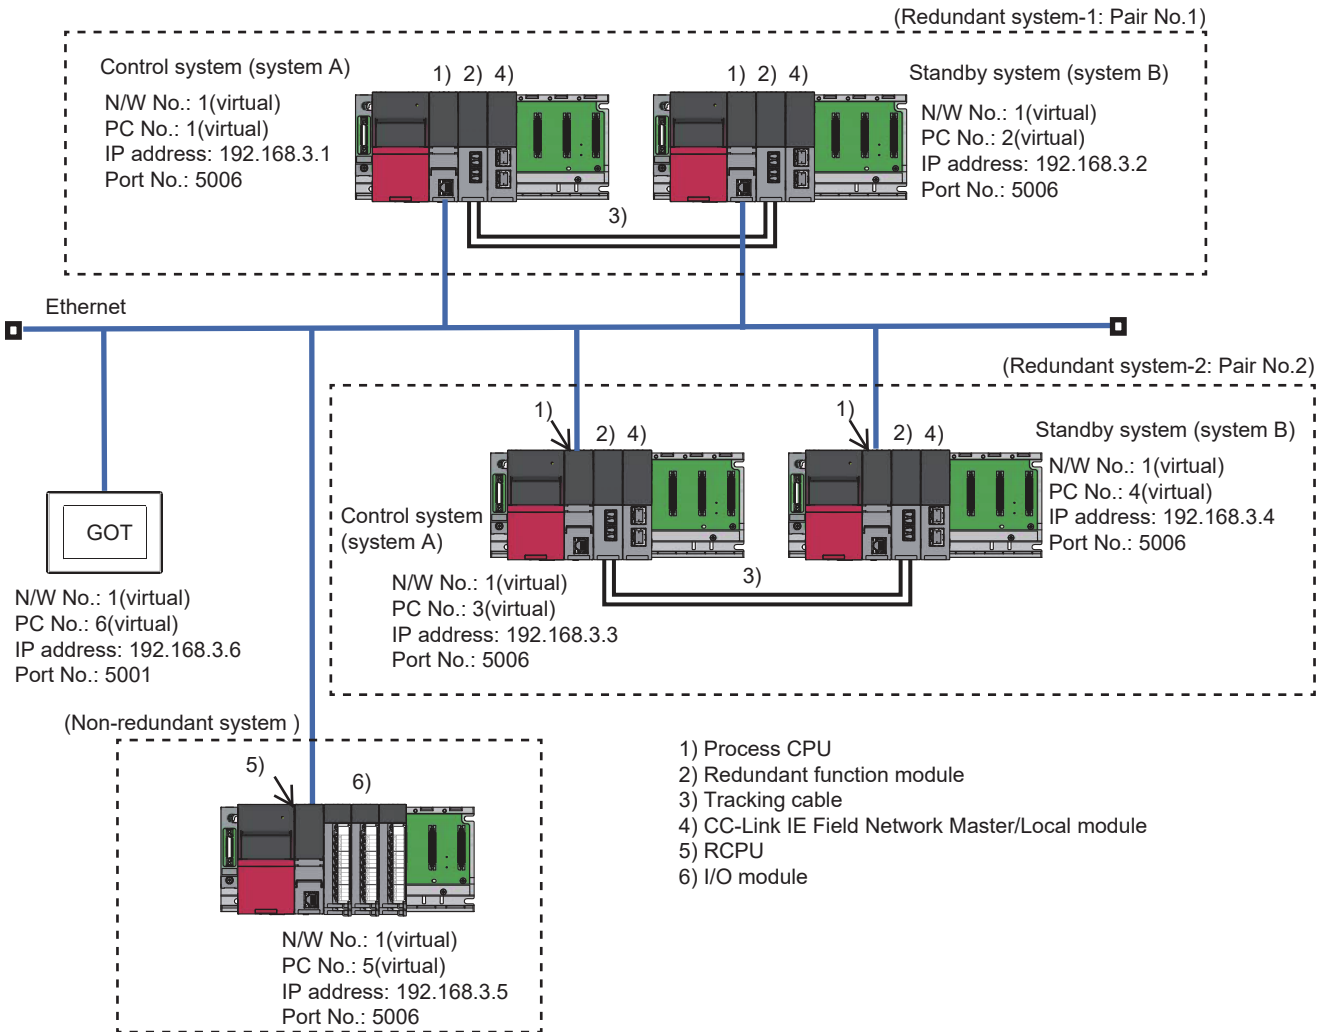 (Redundant system-1: Pair No.1)
Control system (system A)
N/W No.: 1(virtual)
PC No.: 1(virtual)
IP address: 192.168.3.1
Port No.: 5006
1) 2) 4)
1) 2) 4)
Standby system (system B)
N/W No.: 1(virtual)
PC No.: 2(virtual)
IP address: 192.168.3.2
Port No.: 5006
3)
Ethernet
(Redundant system-2: Pair No.2)
1)
2) 4)
1)
2) 4)
Standby system (system B)
N/W No.: 1(virtual)
PC No.: 4(virtual)
IP address: 192.168.3.4
Port No.: 5006
Control system
(system A)
3)
N/W No.: 1(virtual)
PC No.: 3(virtual)
IP address: 192.168.3.3
Port No.: 5006
GOT
N/W No.: 1(virtual)
PC No.: 6(virtual)
IP address: 192.168.3.6
Port No.: 5001
(Non-redundant system )
5)
6)
N/W No.: 1(virtual)
PC No.: 5(virtual)
IP address: 192.168.3.5
Port No.: 5006
1) Process CPU
2) Redundant function module
3) Tracking cable
4) CC-Link IE Field Network Master/Local module
5) RCPU
6) I/O module